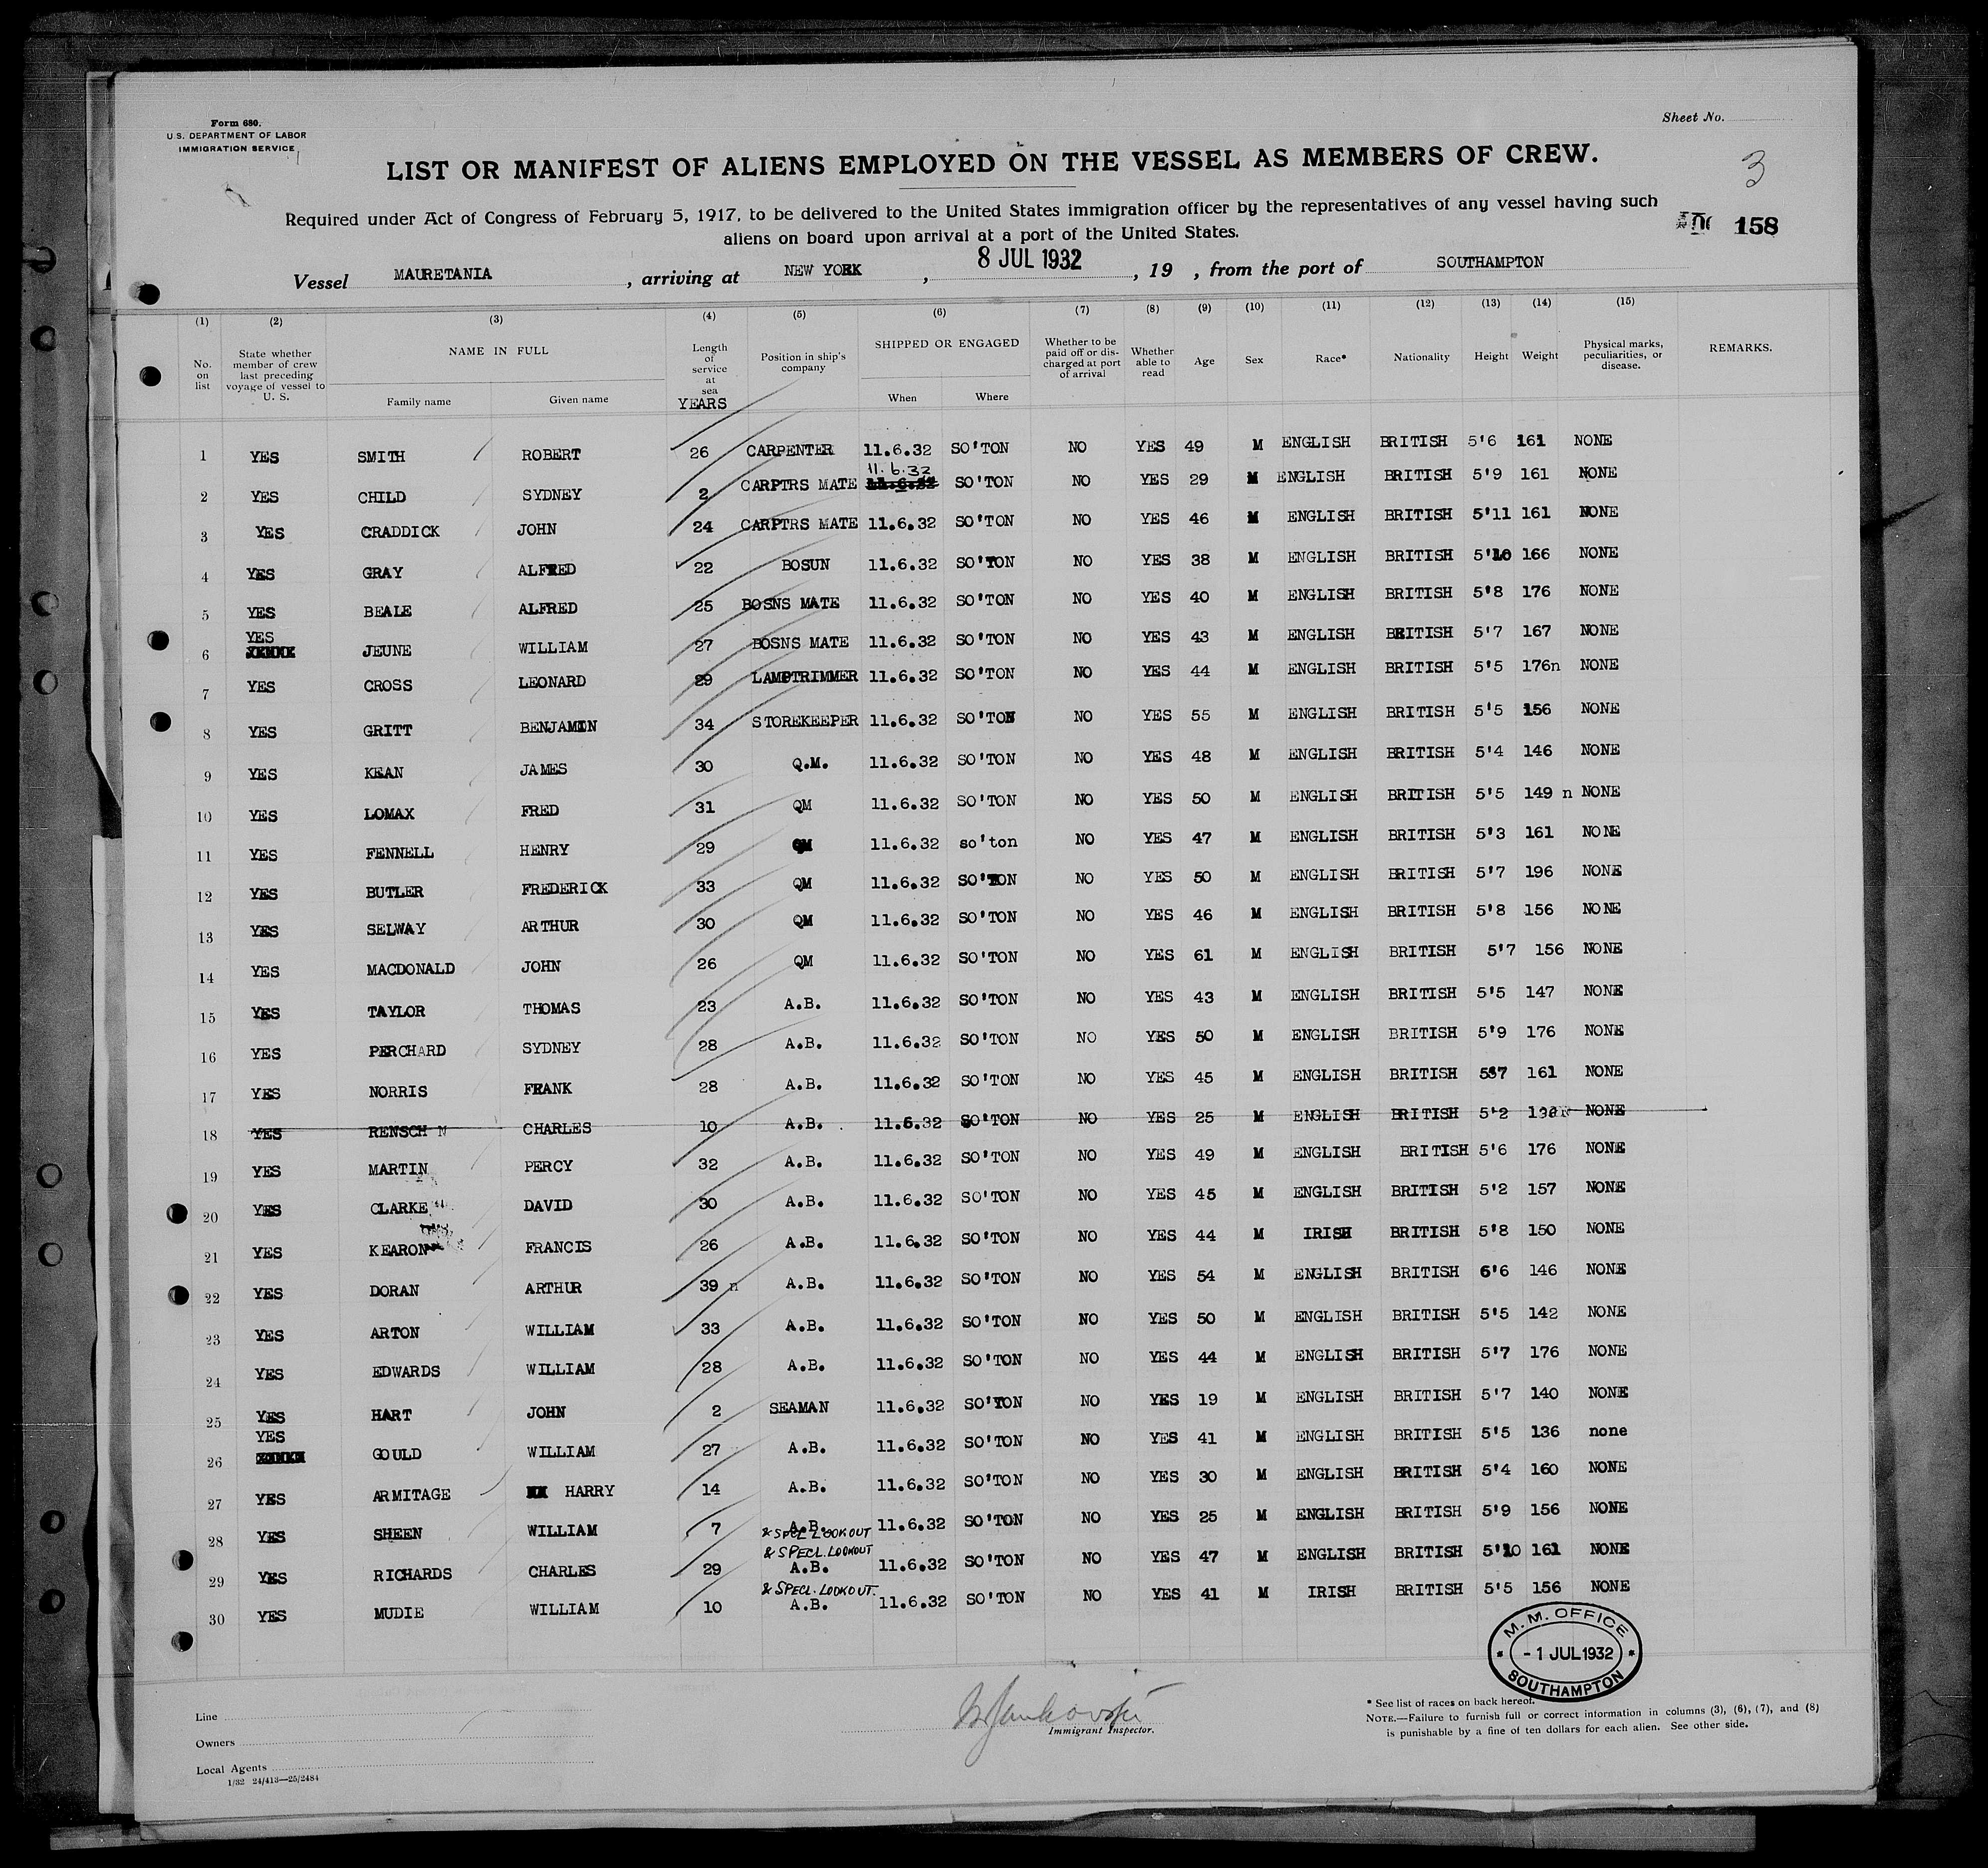 Form 680.
U.S. DEPARTMENT OF LABOR
IMMIGRATION SERVICE
Sheet No.
LIST OR MANIFEST OF ALIENS EMPLOYED ON THE VESSEL AS MEMBERS OF CREW.
3
Required under Act of Congress of February 5, 1917, to be delivered to the United States immigration officer by the representatives of any vessel having such
aliens on board upon arrival at a port of the United States.
158
Vessel MAURETANIA, arriving at NEW YORK, 8 JUL 1932, 19 , from the port of SOUTHAMPTON
(1) (2) (3) (4) (5) (6) (7) (8) (9) (10) (11) (12) (13) (14) (15)
No. on list State whether member of crew last preceding voyage of vessel to U. S. NAME IN FULL Family name Given name Length of service at sea YEARS Position in ship's company SHIPPED OR ENGAGED When Where Whether to be paid off or discharged at port of arrival Whether able to read Age Sex Race* Nationality Height Weight Physical marks, peculiarities, or disease. REMARKS.
1 YES SMITH ROBERT 26 CARPENTER 11.6.32 SO'TON NO YES 49 M ENGLISH BRITISH 5'6 161 NONE
2 YES CHILD SYDNEY 2 CARPTRS MATE 11.6.32 SO'TON NO YES 29 M ENGLISH BRITISH 5'9 161 NONE
3 YES CRADDICK JOHN 24 CARPTRS MATE 11.6.32 SO'TON NO YES 46 M ENGLISH BRITISH 5'11 161 NONE
4 YES GRAY ALFRED 22 BOSUN 11.6.32 SO'TON NO YES 38 M ENGLISH BRITISH 5'10 166 NONE
5 YES BEALE ALFRED 25 BOSNS MATE 11.6.32 SO'TON NO YES 40 M ENGLISH BRITISH 5'8 176 NONE
6 YES JEUNE WILLIAM 27 BOSNS MATE 11.6.32 SO'TON NO YES 43 M ENGLISH BRITISH 5'7 167 NONE
7 YES CROSS LEONARD 29 LAMPTRIMMER 11.6.32 SO'TON NO YES 44 M ENGLISH BRITISH 5'5 176n NONE
8 YES GRITT BENJAMIN 34 STOREKEEPER 11.6.32 SO'TON NO YES 55 M ENGLISH BRITISH 5'5 156 NONE
9 YES KEAN JAMES 30 Q.M. 11.6.32 SO'TON NO YES 48 M ENGLISH BRITISH 5'4 146 NONE
10 YES LOMAX FRED 31 QM 11.6.32 SO'TON NO YES 50 M ENGLISH BRITISH 5'5 149 n NONE
11 YES FENNELL HENRY 29 QM 11.6.32 so'ton NO YES 47 M ENGLISH BRITISH 5'3 161 NONE
12 YES BUTLER FREDERICK 33 QM 11.6.32 SO'TON NO YES 50 M ENGLISH BRITISH 5'7 196 NONE
13 YES SELWAY ARTHUR 30 QM 11.6.32 SO'TON NO YES 46 M ENGLISH BRITISH 5'8 156 NONE
14 YES MACDONALD JOHN 26 QM 11.6.32 SO'TON NO YES 61 M ENGLISH BRITISH 5'7 156 NONE
15 YES TAYLOR THOMAS 23 A.B. 11.6.32 SO'TON NO YES 43 M ENGLISH BRITISH 5'5 147 NONE
16 YES PERCHARD SYDNEY 28 A.B. 11.6.32 SO'TON NO YES 50 M ENGLISH BRITISH 5'9 176 NONE
17 YES NORRIS FRANK 28 A.B. 11.6.32 SO'TON NO YES 45 M ENGLISH BRITISH 587 161 NONE
18 YES RENSCH N CHARLES 10 A.B. 11.6.32 SO'TON NO YES 25 M ENGLISH BRITISH 5'2 NONE
19 YES MARTIN PERCY 32 A.B. 11.6.32 SO'TON NO YES 49 M ENGLISH BRITISH 5'6 176 NONE
20 YES CLARKE DAVID 30 A.B. 11.6.32 SO'TON NO YES 45 M ENGLISH BRITISH 5'2 157 NONE
21 YES KEARON FRANCIS 26 A.B. 11.6.32 SO'TON NO YES 44 M IRISH BRITISH 5'8 150 NONE
22 YES DORAN ARTHUR 39 n A.B. 11.6.32 SO'TON NO YES 54 M ENGLISH BRITISH 6'6 146 NONE
23 YES ARTON WILLIAM 33 A.B. 11.6.32 SO'TON NO YES 50 M ENGLISH BRITISH 5'5 142 NONE
24 YES EDWARDS WILLIAM 28 A.B. 11.6.32 SO'TON NO YES 44 M ENGLISH BRITISH 5'7 176 NONE
25 YES HART JOHN 2 SEAMAN 11.6.32 SO'TON NO YES 19 M ENGLISH BRITISH 5'7 140 NONE
26 YES GOULD WILLIAM 27 A.B. 11.6.32 SO'TON NO YES 41 M ENGLISH BRITISH 5'5 136 none
27 YES ARMITAGE HARRY 14 A.B. 11.6.32 SO'TON NO YES 30 M ENGLISH BRITISH 5'4 160 NONE
28 YES SHEEN WILLIAM 7 A.B. & SPECL LOOKOUT 11.6.32 SO'TON NO YES 25 M ENGLISH BRITISH 5'9 156 NONE
29 YES RICHARDS CHARLES 29 & SPECL. LOOKOUT A.B. 11.6.32 SO'TON NO YES 47 M ENGLISH BRITISH 5'10 161 NONE
30 YES MUDIE WILLIAM 10 & SPECL. LOOKOUT. A.B. 11.6.32 SO'TON NO YES 41 M IRISH BRITISH 5'5 156 NONE
M. M. OFFICE
- 1 JUL 1932
SOUTHAMPTON
Line
Owners
Local Agents
1/32 24/413—25/2484
Immigrant Inspector.
* See list of races on back hereof.
NOTE.—Failure to furnish full or correct information in columns (3), (6), (7), and (8)
is punishable by a fine of ten dollars for each alien. See other side.